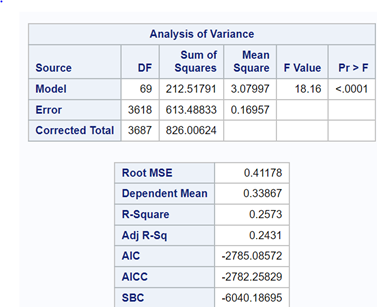 Analysis of Variance
Source DF Sum of Squares Mean Square F Value Pr > F
Model 69 212.51791 3.07997 18.16 <.0001
Error 3618 613.48833 0.16957
Corrected Total 3687 826.00624
Root MSE 0.41178
Dependent Mean 0.33867
R-Square 0.2573
Adj R-Sq 0.2431
AIC -2785.08572
AICC -2782.25829
SBC -6040.18695